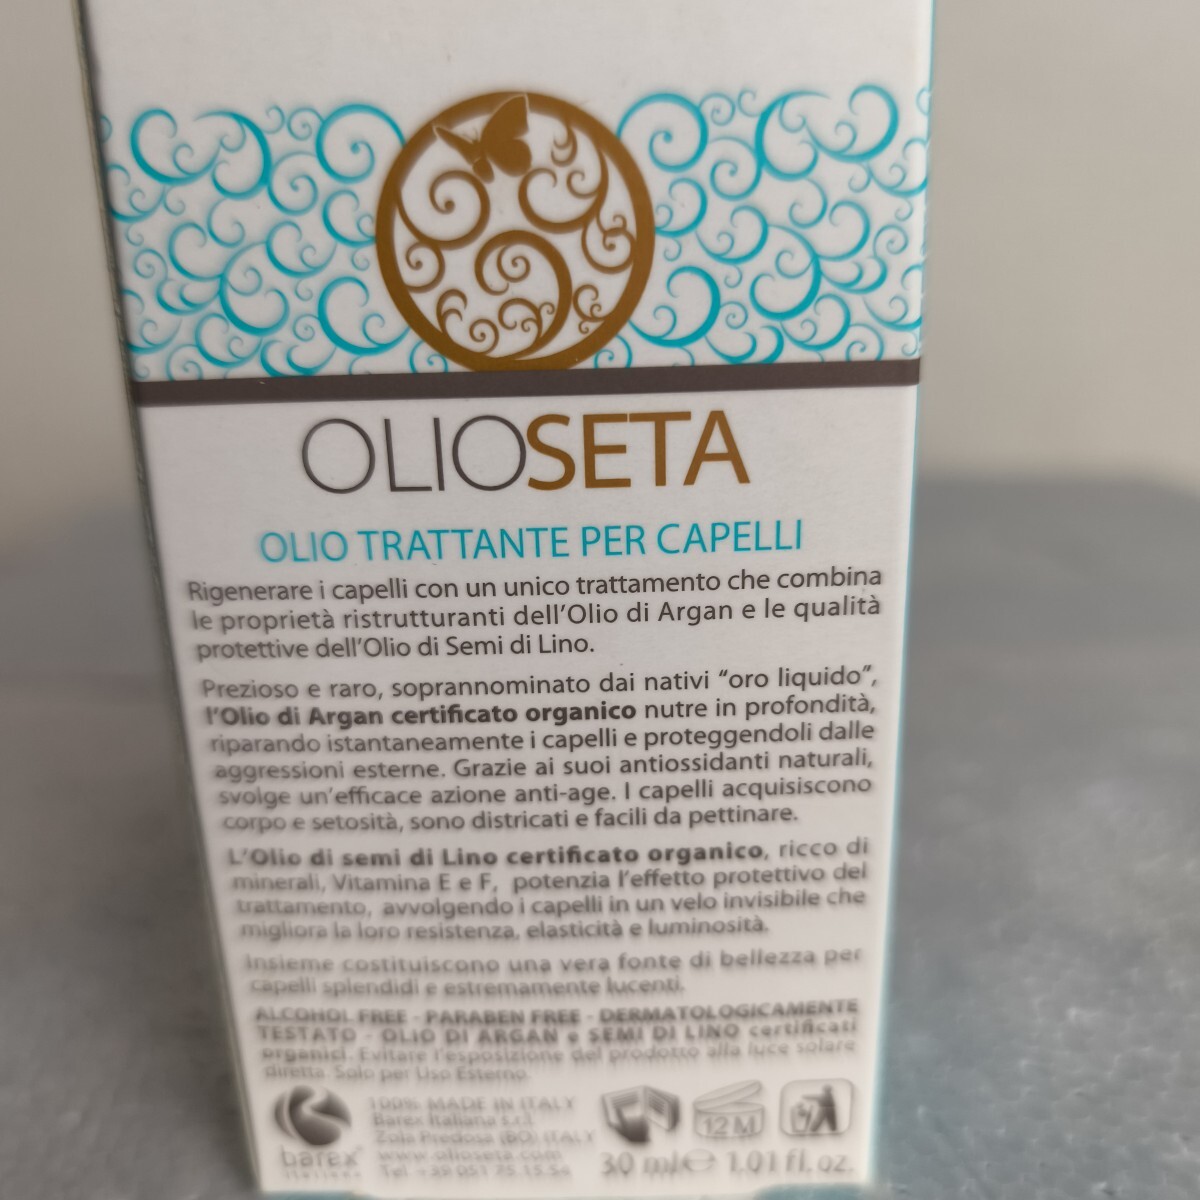 OLIOSETA
OLIO TRATTANTE PER CAPELLI
Rigenerare i capelli con un unico trattamento che combina
le proprietà ristrutturanti dell'Olio di Argan e le qualità
protettive dell'Olio di Semi di Lino.
Prezioso e raro, soprannominato dai nativi "oro liquido",
l'Olio di Argan certificato organico nutre in profondità,
riparando istantaneamente i capelli e proteggendoli dalle
aggressioni esterne. Grazie ai suoi antiossidanti naturali,
svolge un'efficace azione anti-age. I capelli acquisiscono
corpo e setosità, sono districati e facili da pettinare.
L'Olio di semi di Lino certificato organico, ricco di
minerali, Vitamina E e F, potenzia l'effetto protettivo del
trattamento, avvolgendo i capelli in un velo invisibile che
migliora la loro resistenza, elasticità e luminosità.
Insieme costituiscono una vera fonte di bellezza per
capelli splendidi e estremamente lucenti.
ALCOHOL FREE - PARABEN FREE - DERMATOLOGICAMENTE
TESTATO - OLIO DI ARGAN e SEMI DI LINO certificati
organici. Evitare l'esposizione del prodotto alla luce solare
diretta. Solo per Uso Esterno.
barex
italiana
100% MADE IN ITALY
Barex Italiana s.r.l.
Zola Predosa (BO) ITALY
www.olioseta.com
Tel. +39 051 75 15 54
12 M
30 ml e 1.01 fl. oz.